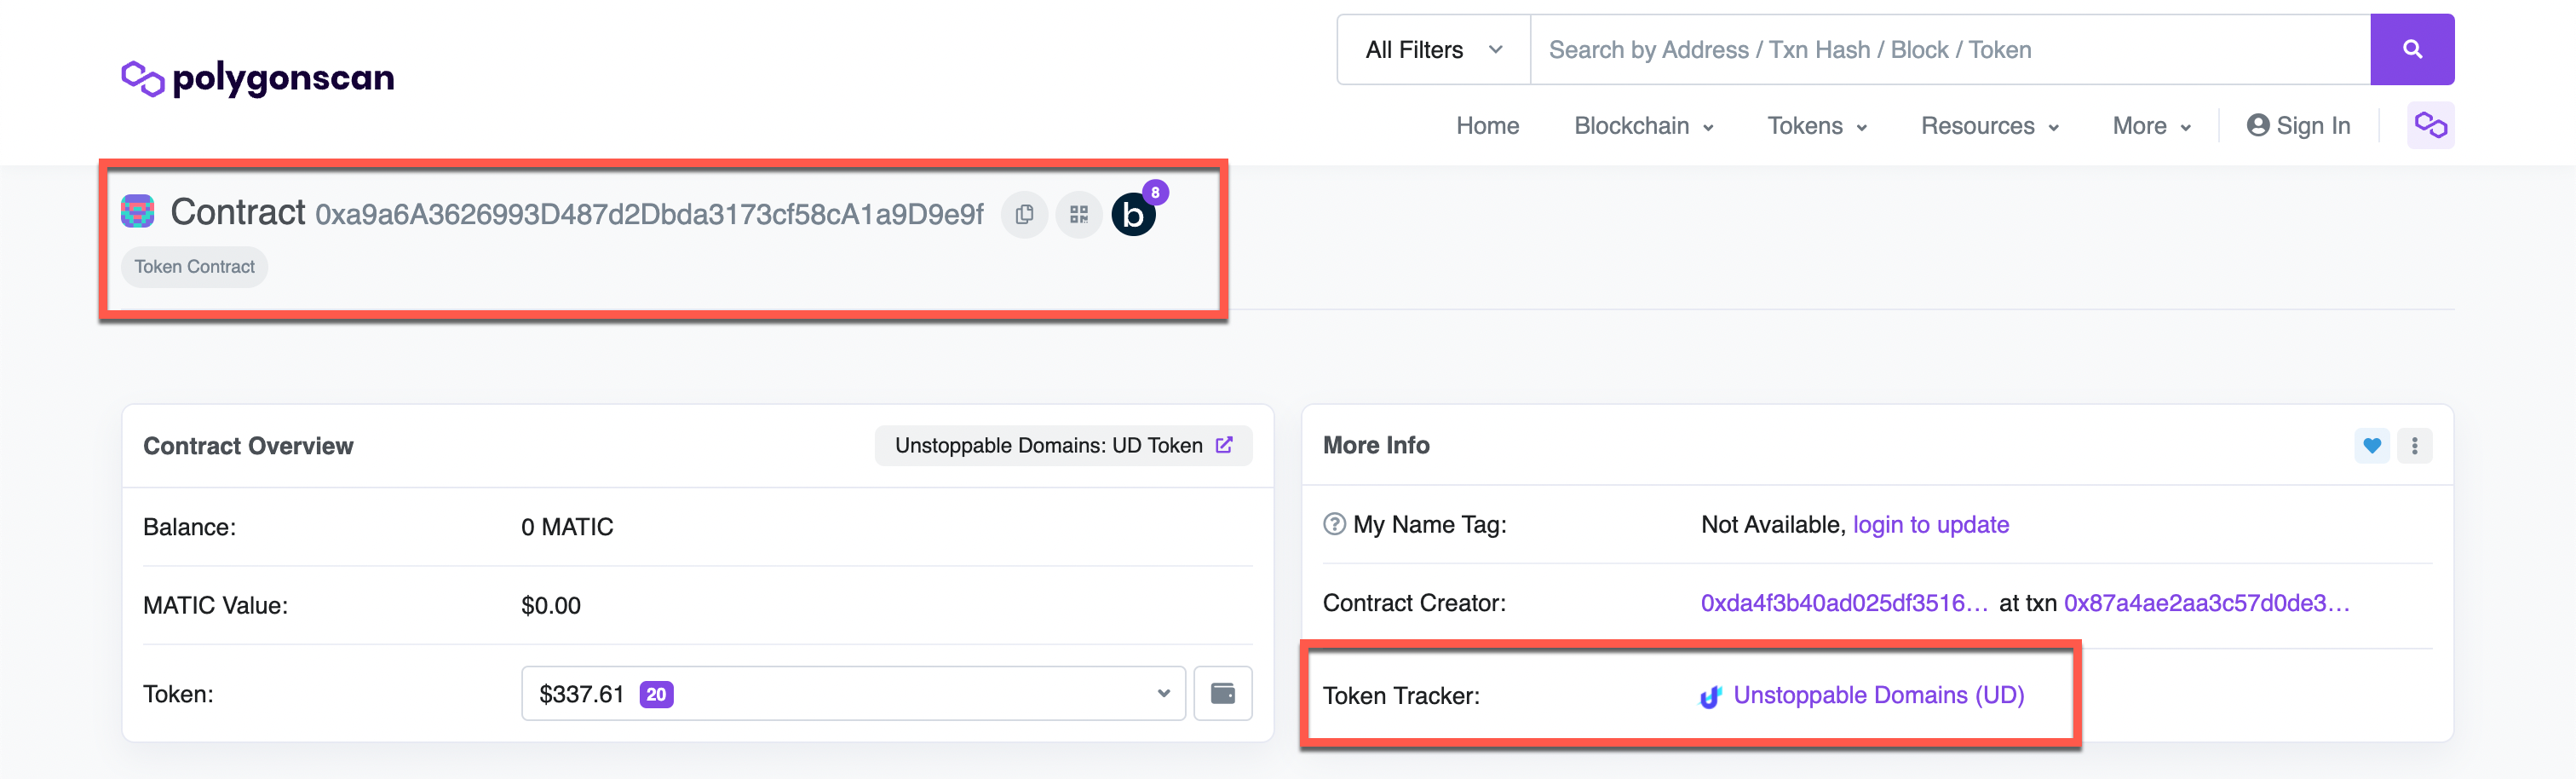 All Filters
Search by Address / Txn Hash / Block / Token
polygonscan
Home Blockchain Tokens Resources More Sign In
Contract 0xa9a6A3626993D487d2Dbda3173cf58cA1a9D9e9f b 8
Token Contract
Contract Overview
Unstoppable Domains: UD Token
Balance: 0 MATIC
MATIC Value: $0.00
Token: $337.61 20
More Info
? My Name Tag: Not Available, login to update
Contract Creator: 0xda4f3b40ad025df3516... at txn 0x87a4ae2aa3c57d0de3...
Token Tracker: Unstoppable Domains (UD)